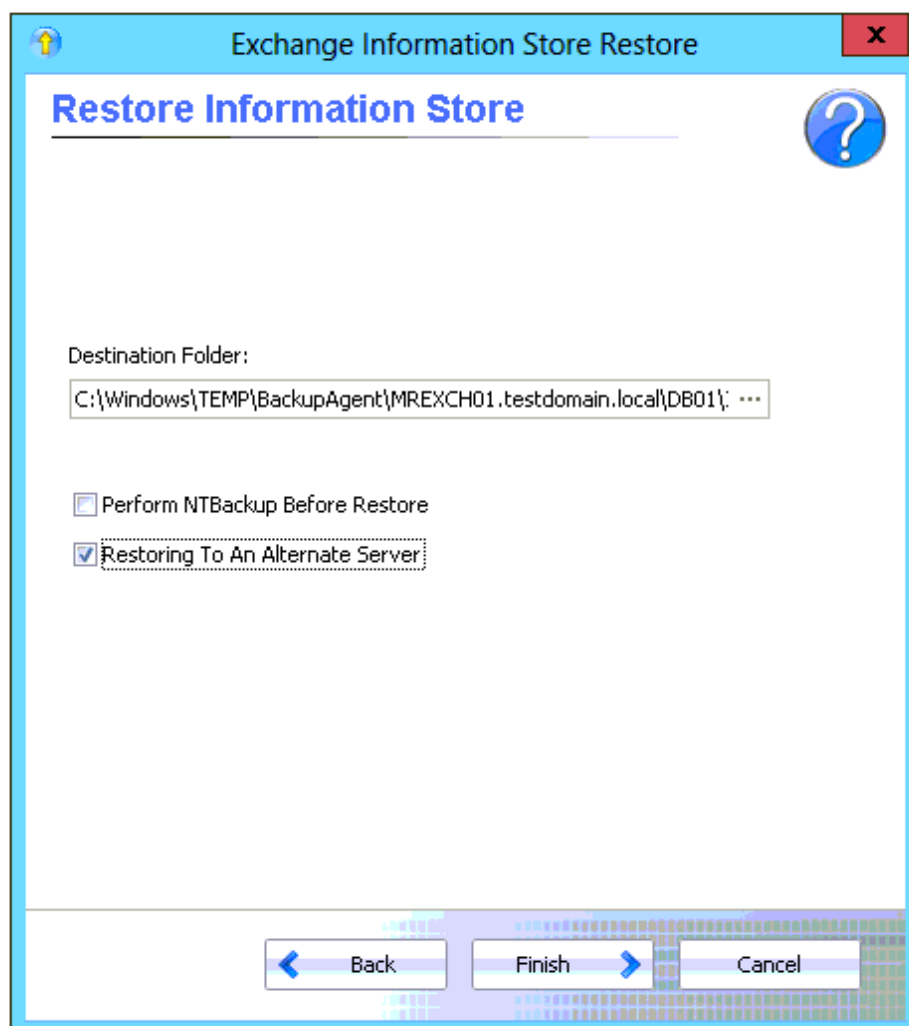 Exchange Information Store Restore
x
Restore Information Store
?
Destination Folder:
C:\Windows\TEMP\BackupAgent\MREXCH01.testdomain.local\DB01\ ...
Perform NTBackup Before Restore
Restoring To An Alternate Server
Back Finish Cancel